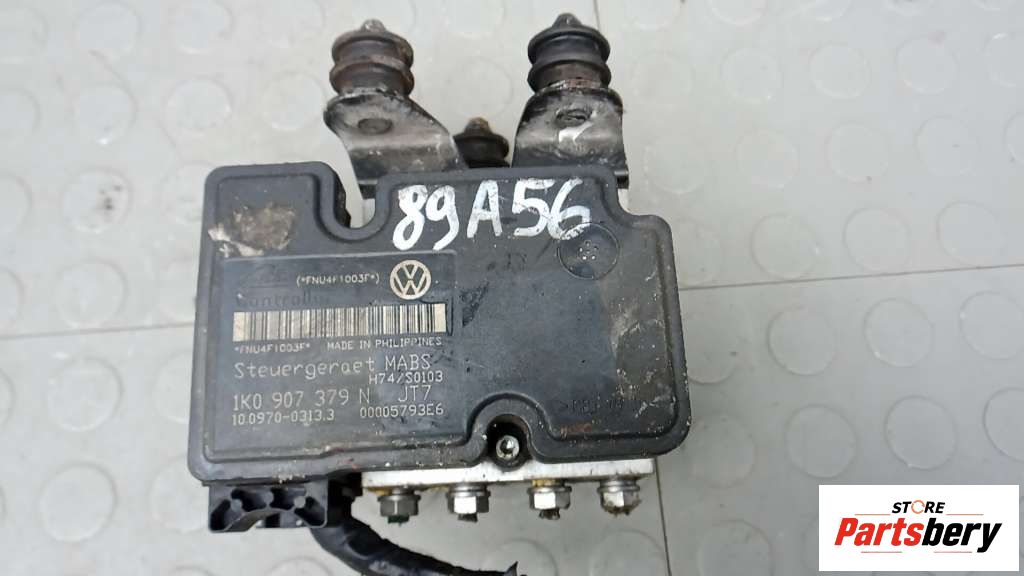 89A56
(*FNU4F1003F*)
*FNU4F1003F* MADE IN PHILIPPINES
Steuergeraet MABS
H74/S0103
1K0 907 379 N JT7
10.0970-0313.3 00005793E6
STORE
Partsbery